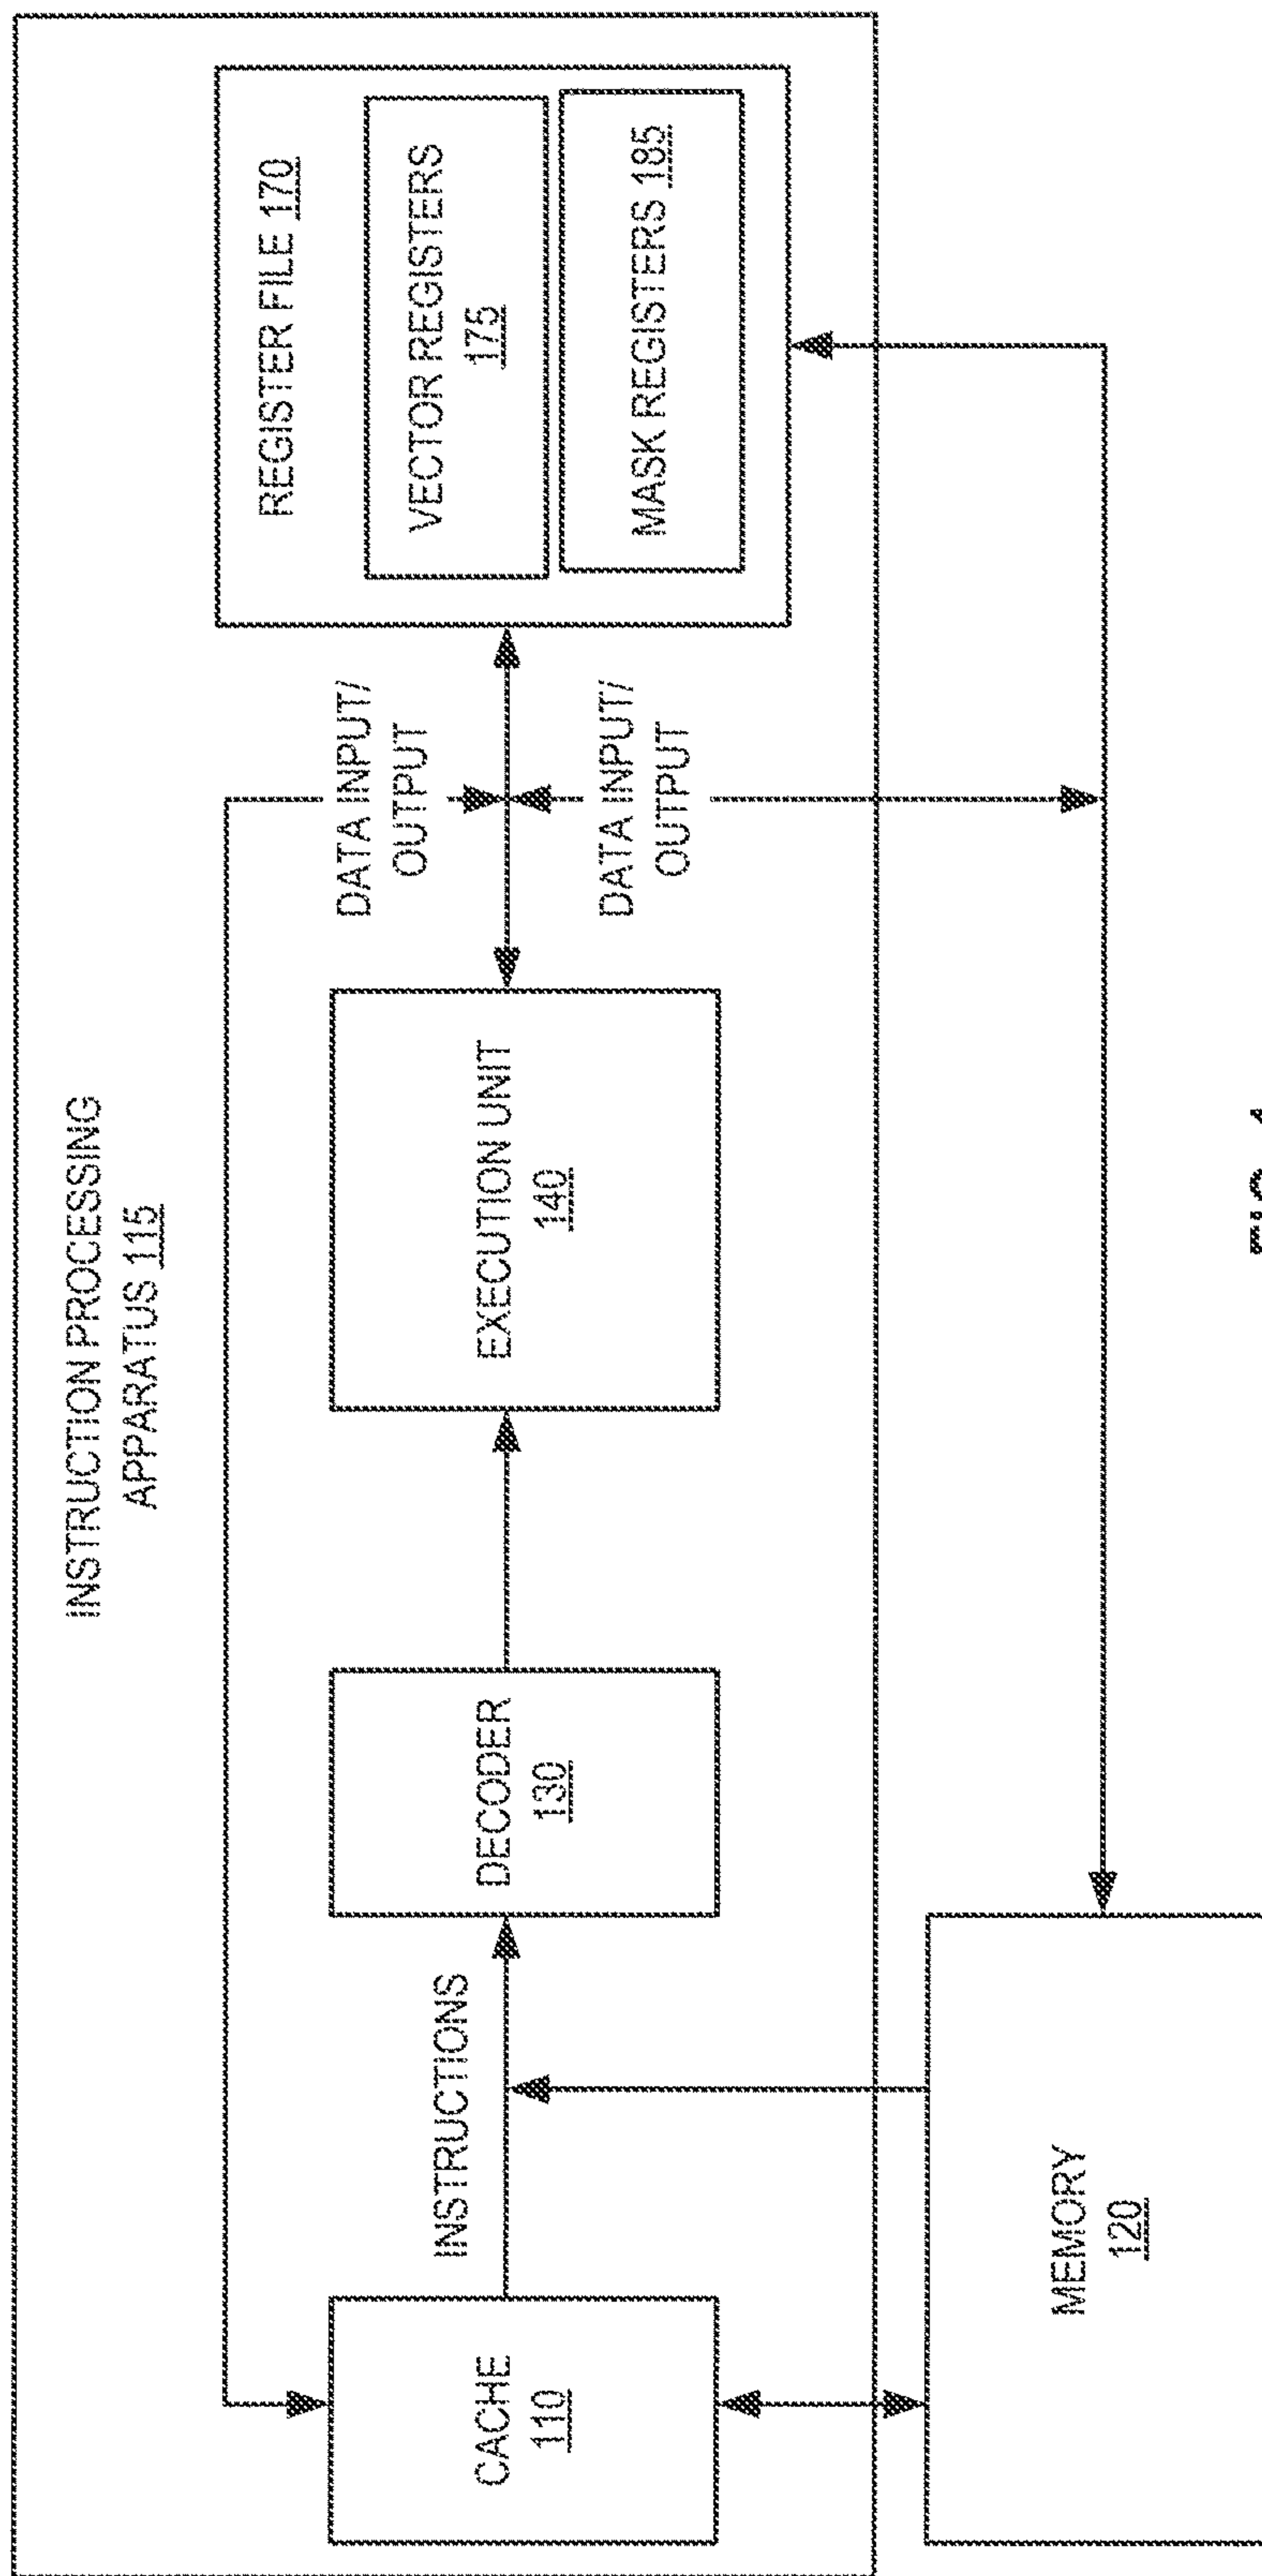 INSTRUCTION PROCESSING
APPARATUS 115
REGISTER FILE 170
VECTOR REGISTERS
175
MASK REGISTERS 185
DATA INPUT/
OUTPUT
DATA INPUT/
OUTPUT
EXECUTION UNIT
140
DECODER
130
INSTRUCTIONS
CACHE
110
MEMORY
120